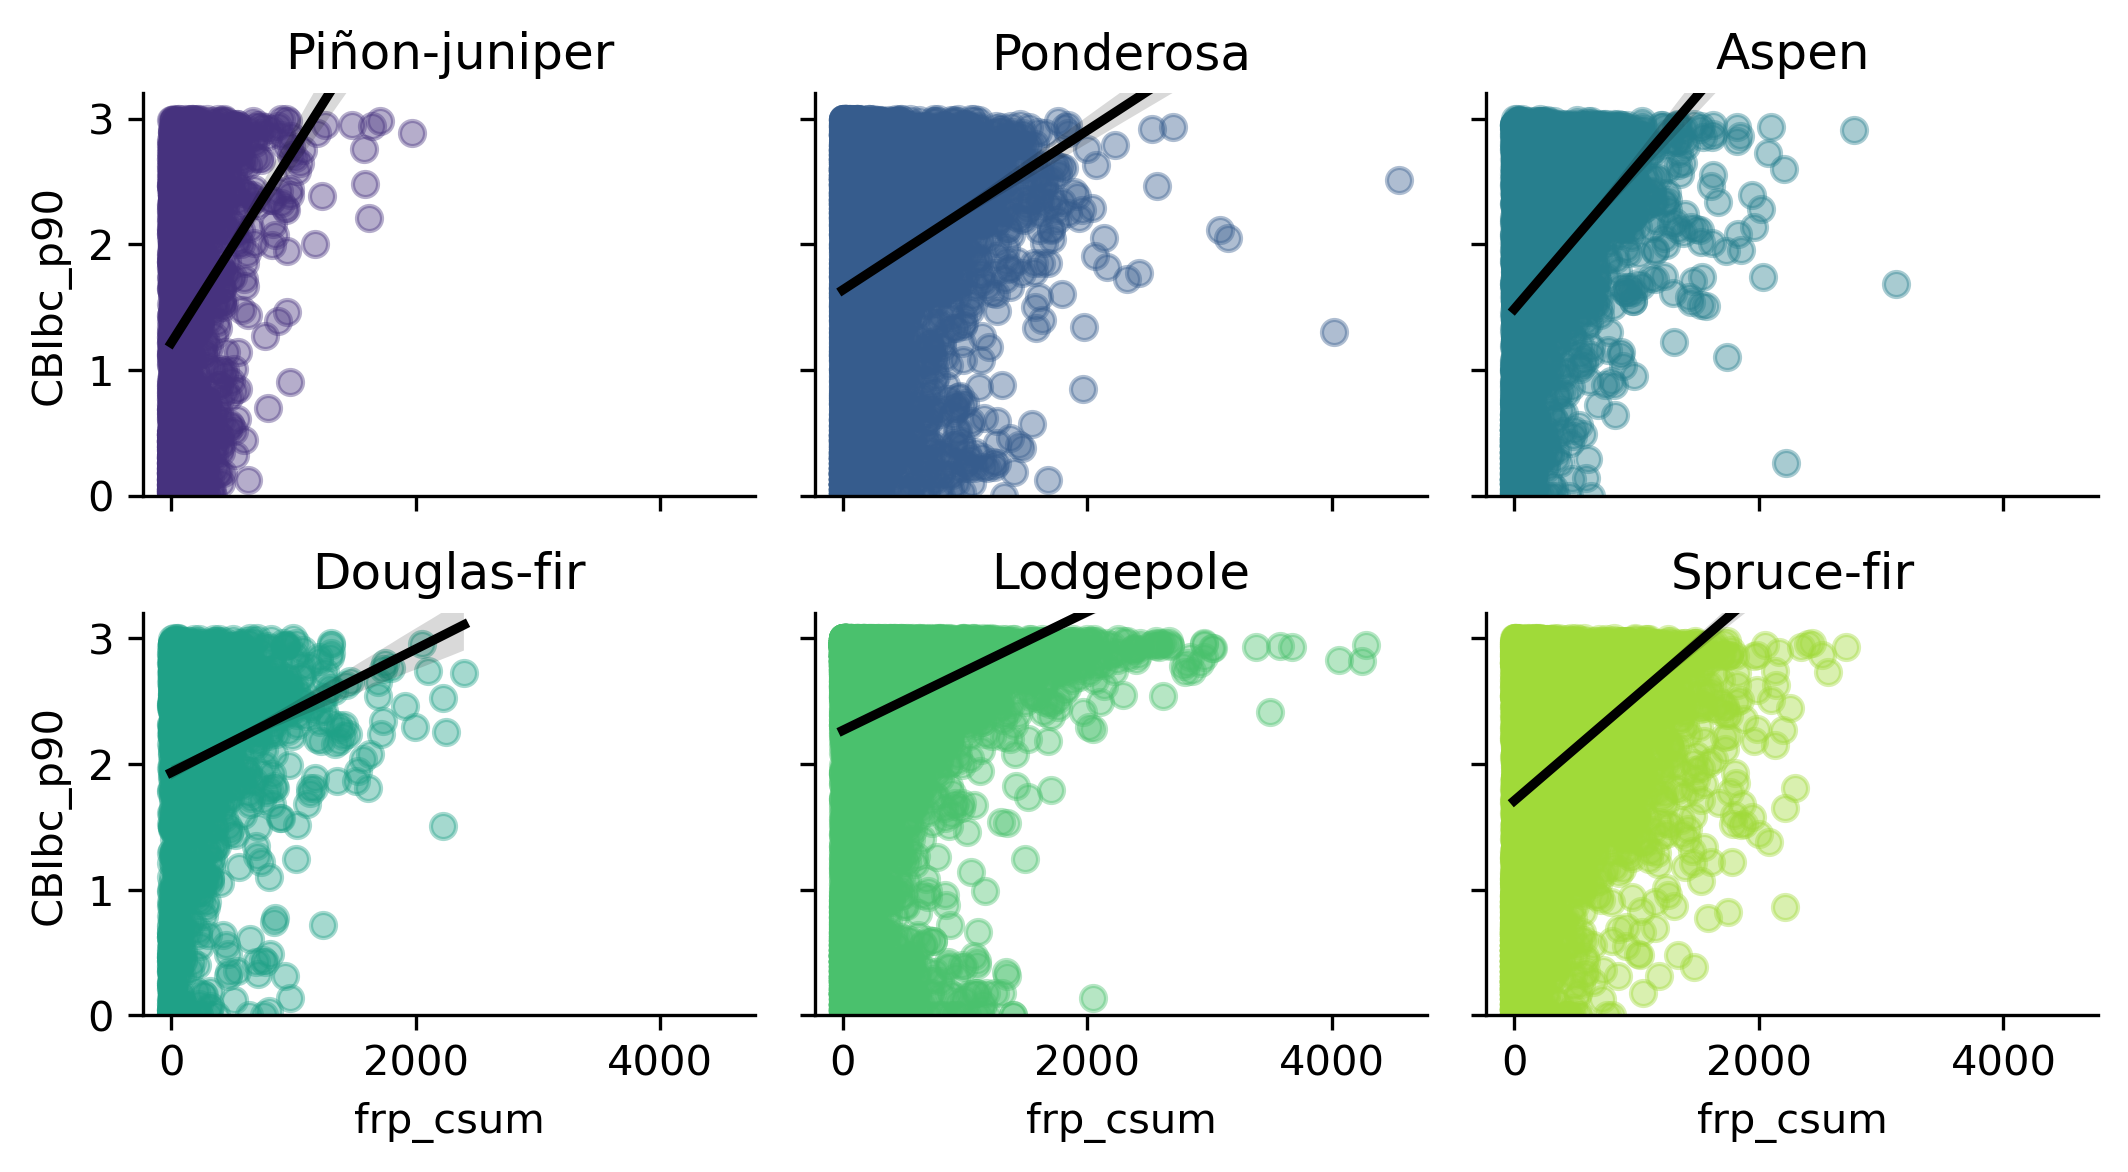 Piñon-juniper
Ponderosa
Aspen
3
2
1
0
CBIbc_p90
Douglas-fir
Lodgepole
Spruce-fir
3
2
1
0
CBIbc_p90
0 2000 4000
0 2000 4000
0 2000 4000
frp_csum
frp_csum
frp_csum